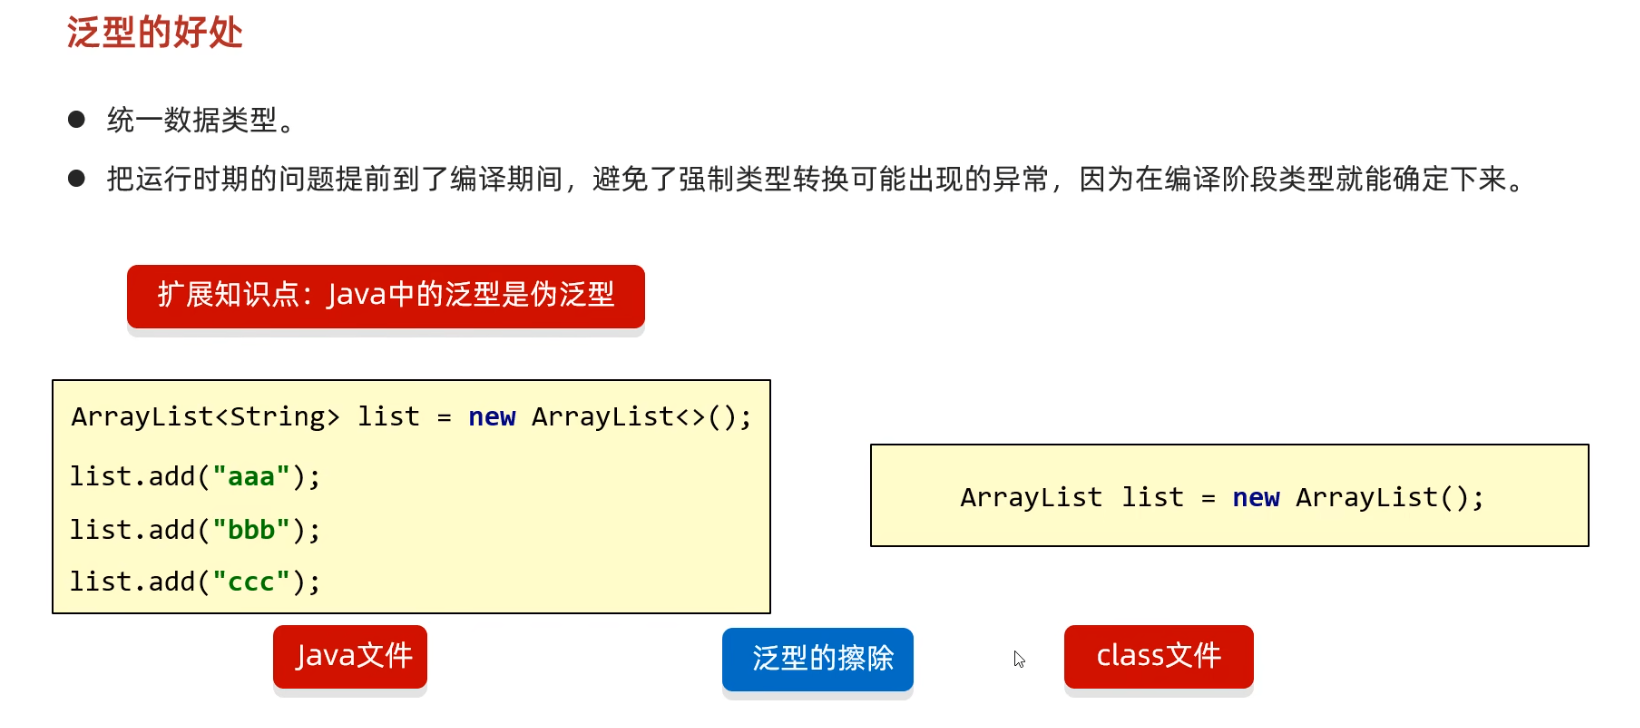 泛型的好处
统一数据类型。
把运行时期的问题提前到了编译期间，避免了强制类型转换可能出现的异常，因为在编译阶段类型就能确定下来。
扩展知识点：Java中的泛型是伪泛型
ArrayList<String> list = new ArrayList<>();
list.add("aaa");
list.add("bbb");
list.add("ccc");
ArrayList list = new ArrayList();
Java文件
泛型的擦除
class文件